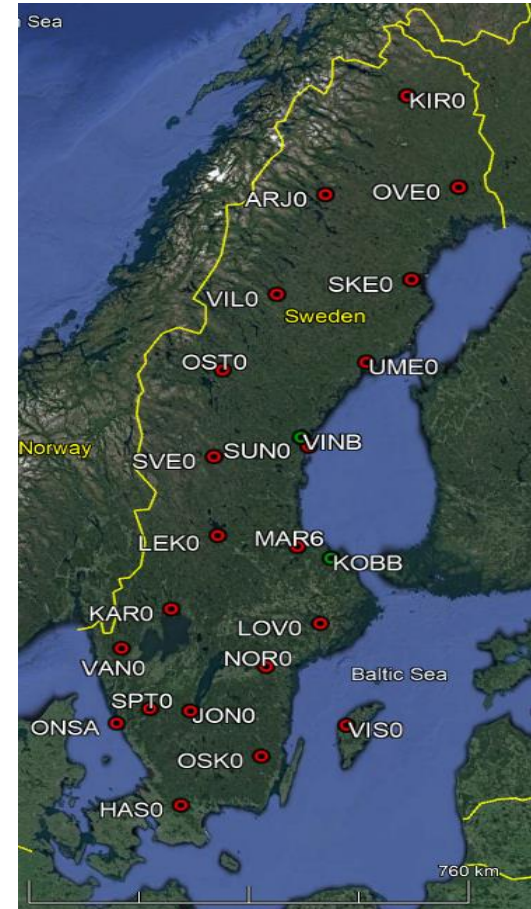 n Sea
KIR0
ARJ0
OVE0
VIL0
SKE0
Sweden
OST0
UME0
Norway
SVE0
SUN0
VINB
LEK0
MAR6
KOBB
KAR0
LOV0
VAN0
NOR0
Baltic Sea
SPT0
ONSA
JON0
VIS0
OSK0
HAS0
760 km